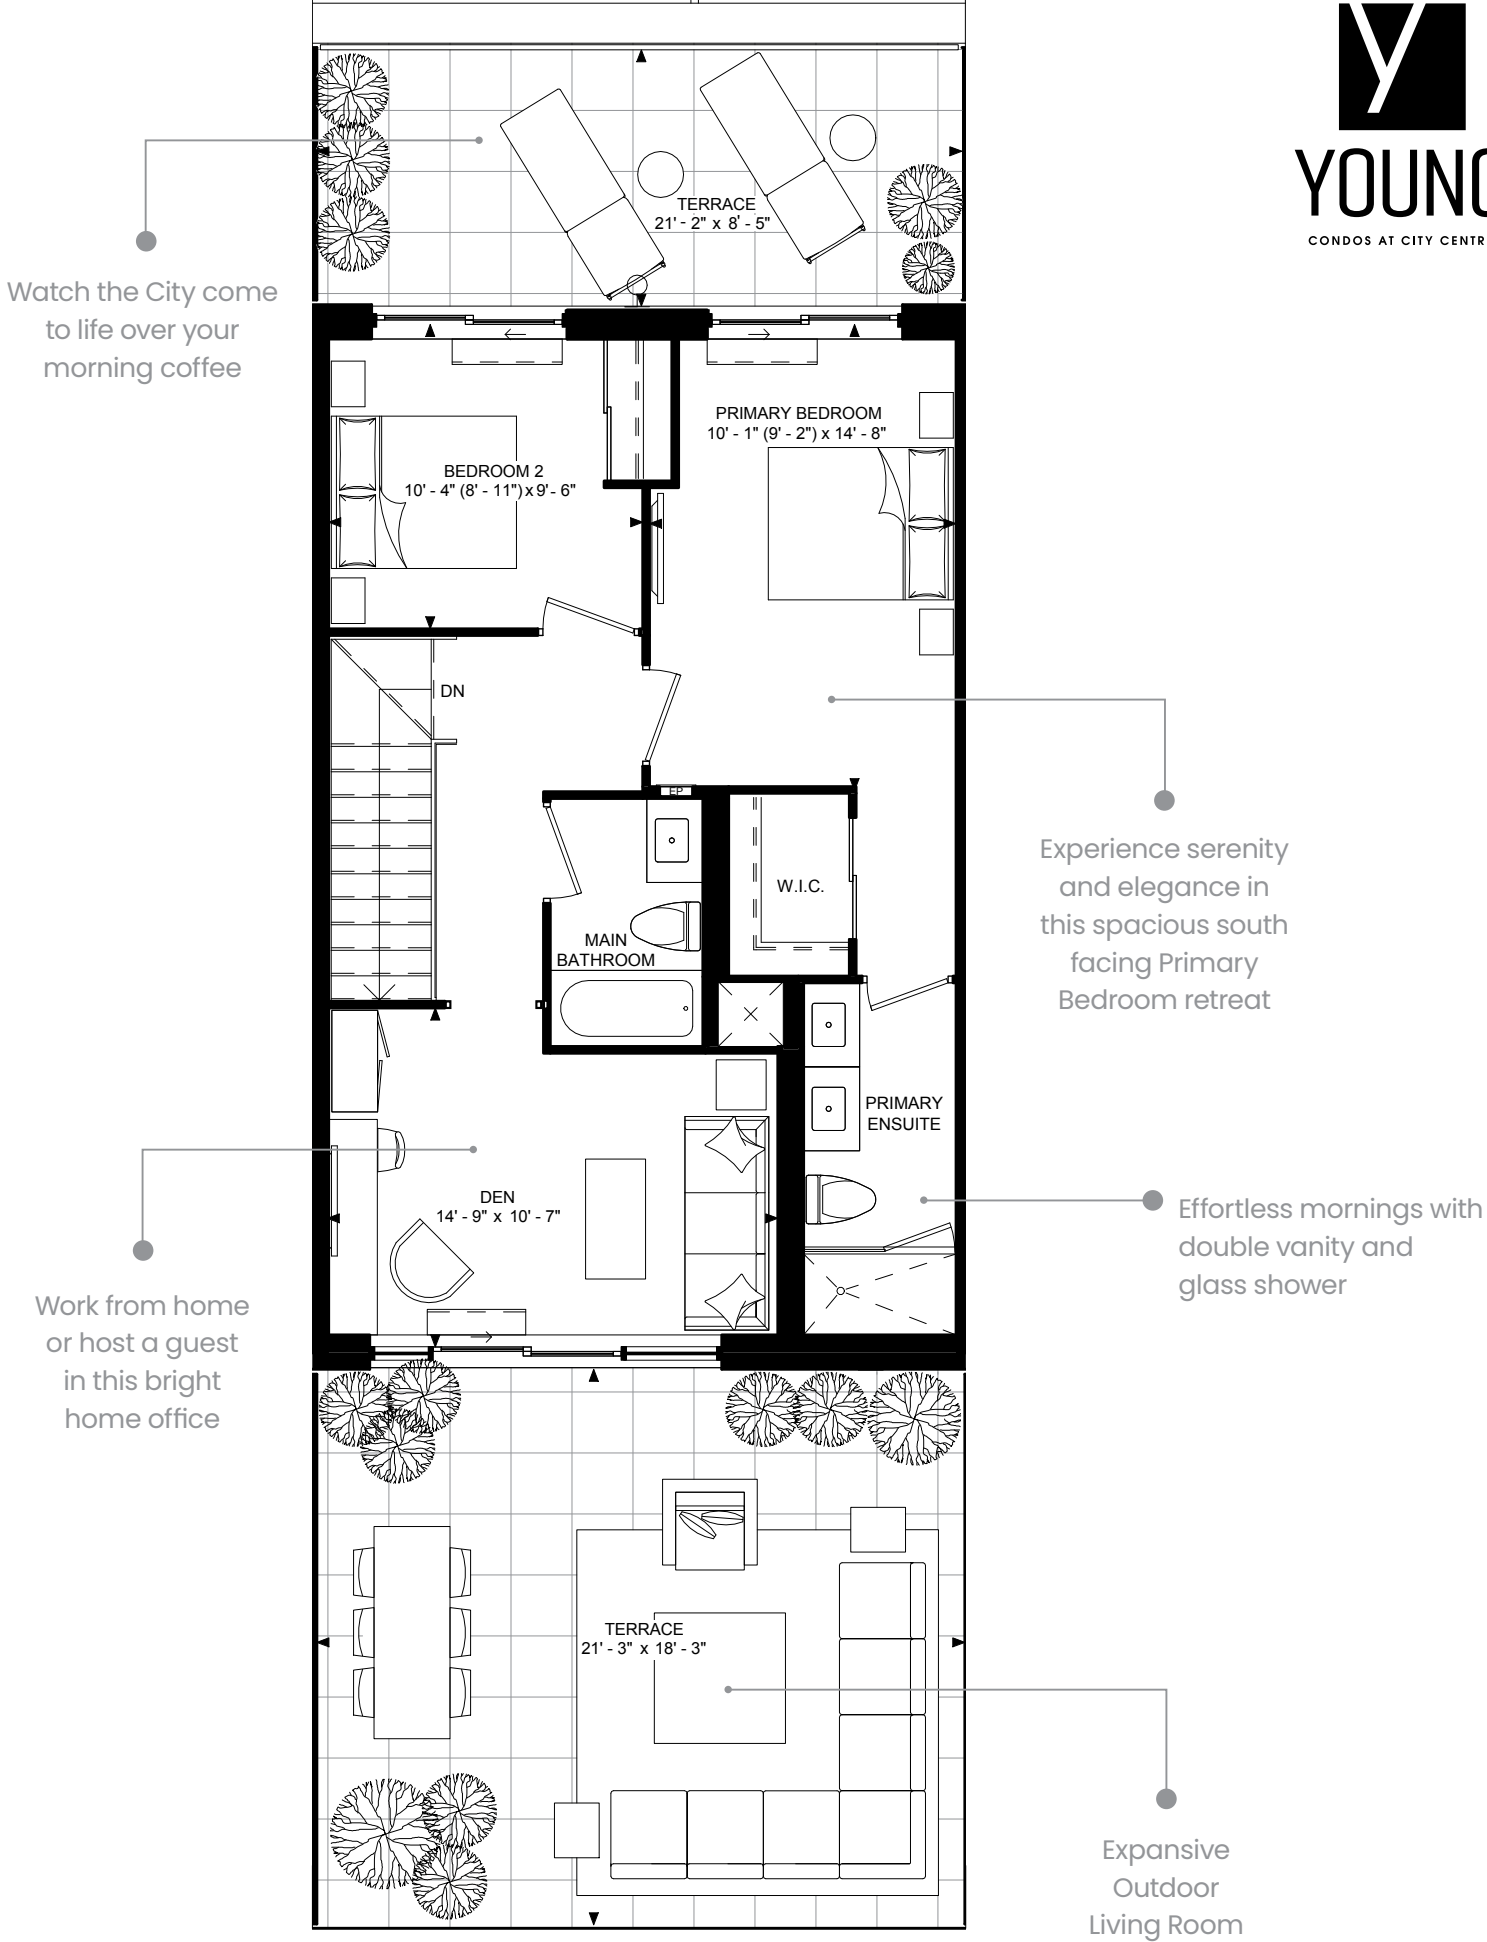 YOUNG
CONDOS AT CITY CENTR
TERRACE
21' - 2" x 8' - 5"
Watch the City come
to life over your
morning coffee
PRIMARY BEDROOM
10' - 1" (9' - 2") x 14' - 8"
BEDROOM 2
10' - 4" (8' - 11") x 9' - 6"
DN
EP
W.I.C.
Experience serenity
and elegance in
this spacious south
facing Primary
Bedroom retreat
MAIN
BATHROOM
PRIMARY
ENSUITE
DEN
14' - 9" x 10' - 7"
Effortless mornings with
double vanity and
glass shower
Work from home
or host a guest
in this bright
home office
TERRACE
21' - 3" x 18' - 3"
Expansive
Outdoor
Living Room